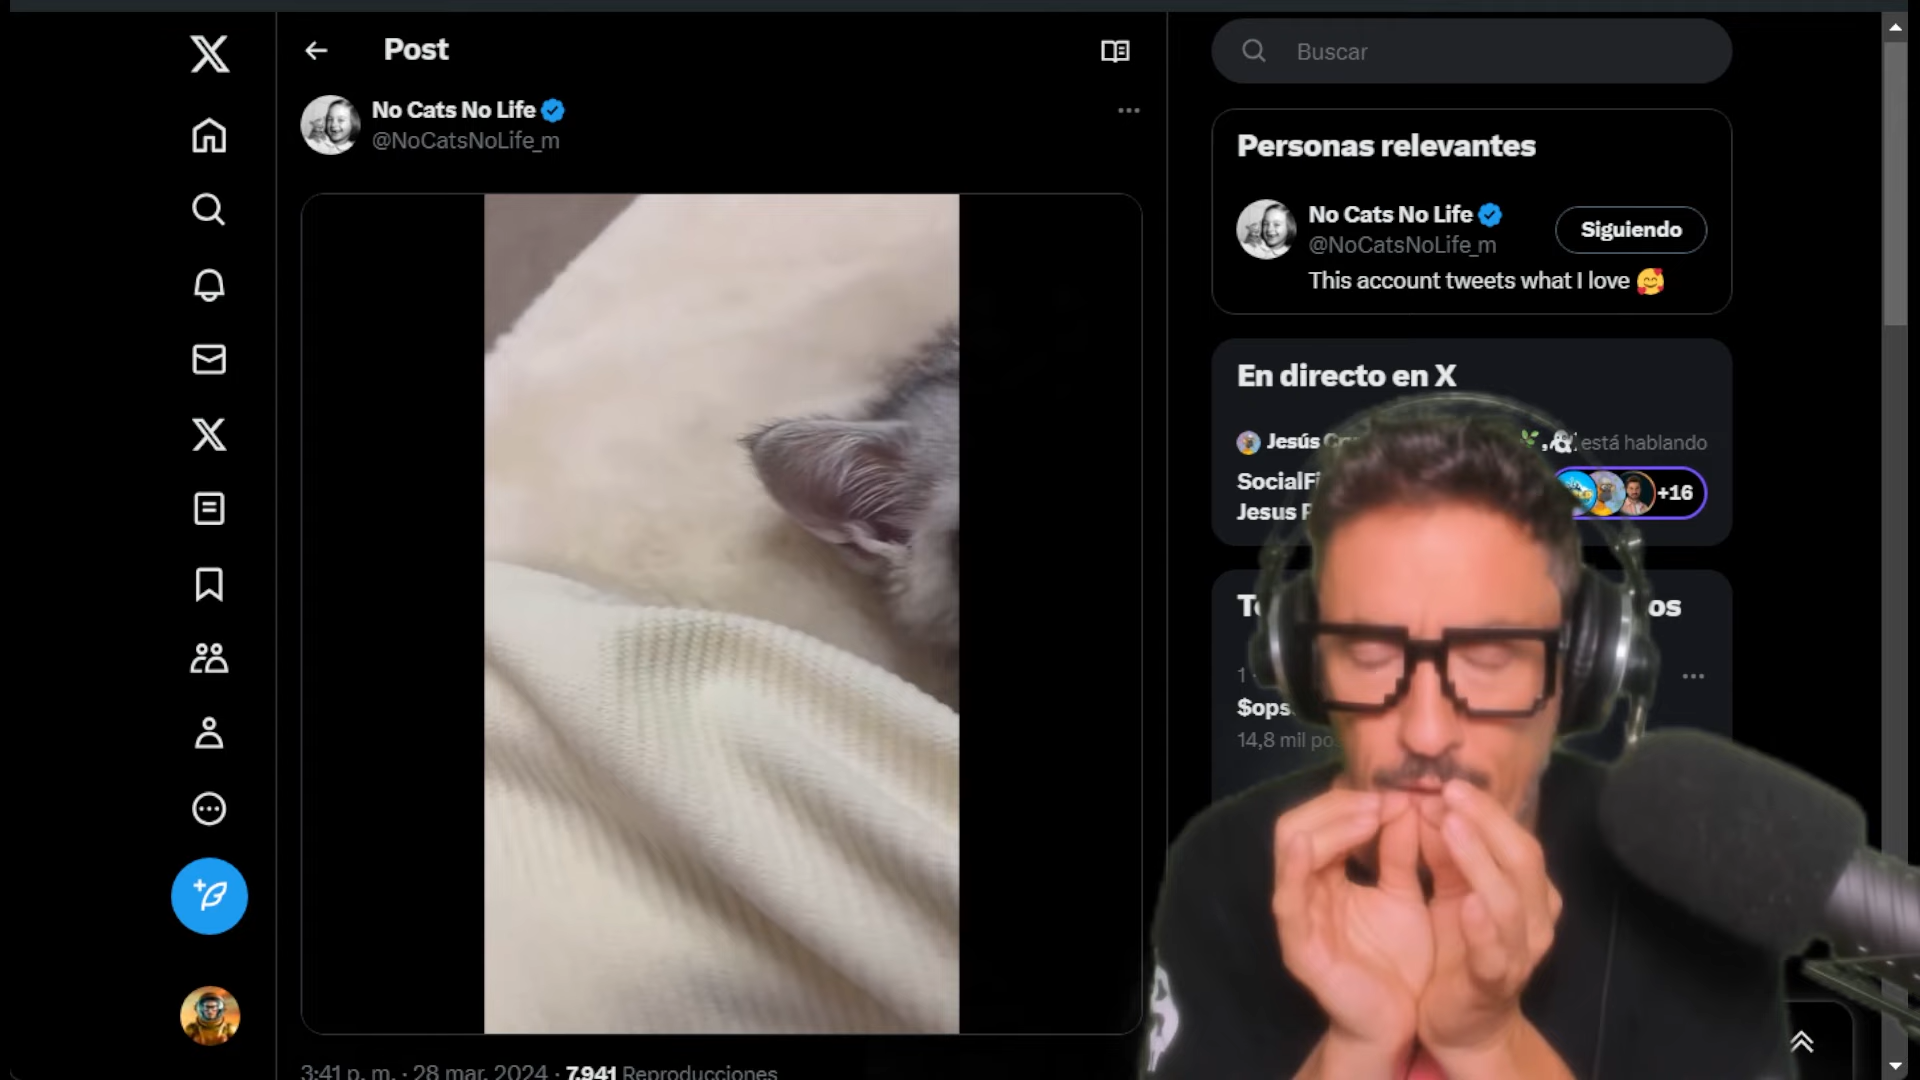 Post
No Cats No Life
@NoCatsNoLife_m
3:41 p. m. · 28 mar. 2024 · 7.941 Reproducciones
Buscar
Personas relevantes
No Cats No Life
@NoCatsNoLife_m
Siguiendo
This account tweets what I love
En directo en X
Jesús está hablando
SocialFi
Jesus
+16
$ops
14,8 mil